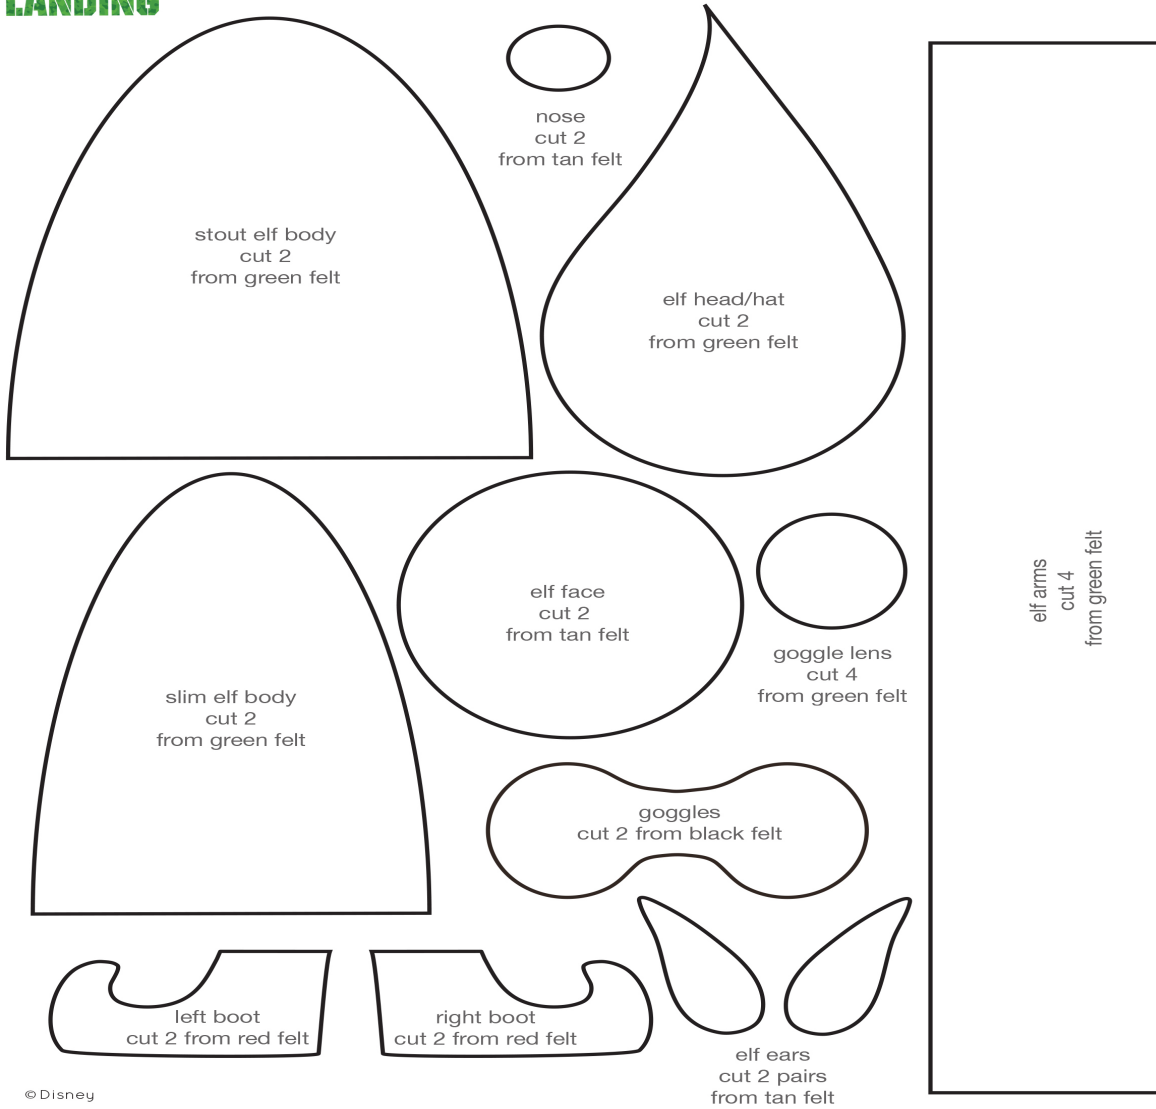 LANDING
nose
cut 2
from tan felt
stout elf body
cut 2
from green felt
elf head/hat
cut 2
from green felt
elf arms
cut 4
from green felt
elf face
cut 2
from tan felt
goggle lens
cut 4
from green felt
slim elf body
cut 2
from green felt
goggles
cut 2 from black felt
left boot
cut 2 from red felt
right boot
cut 2 from red felt
elf ears
cut 2 pairs
from tan felt
©Disney